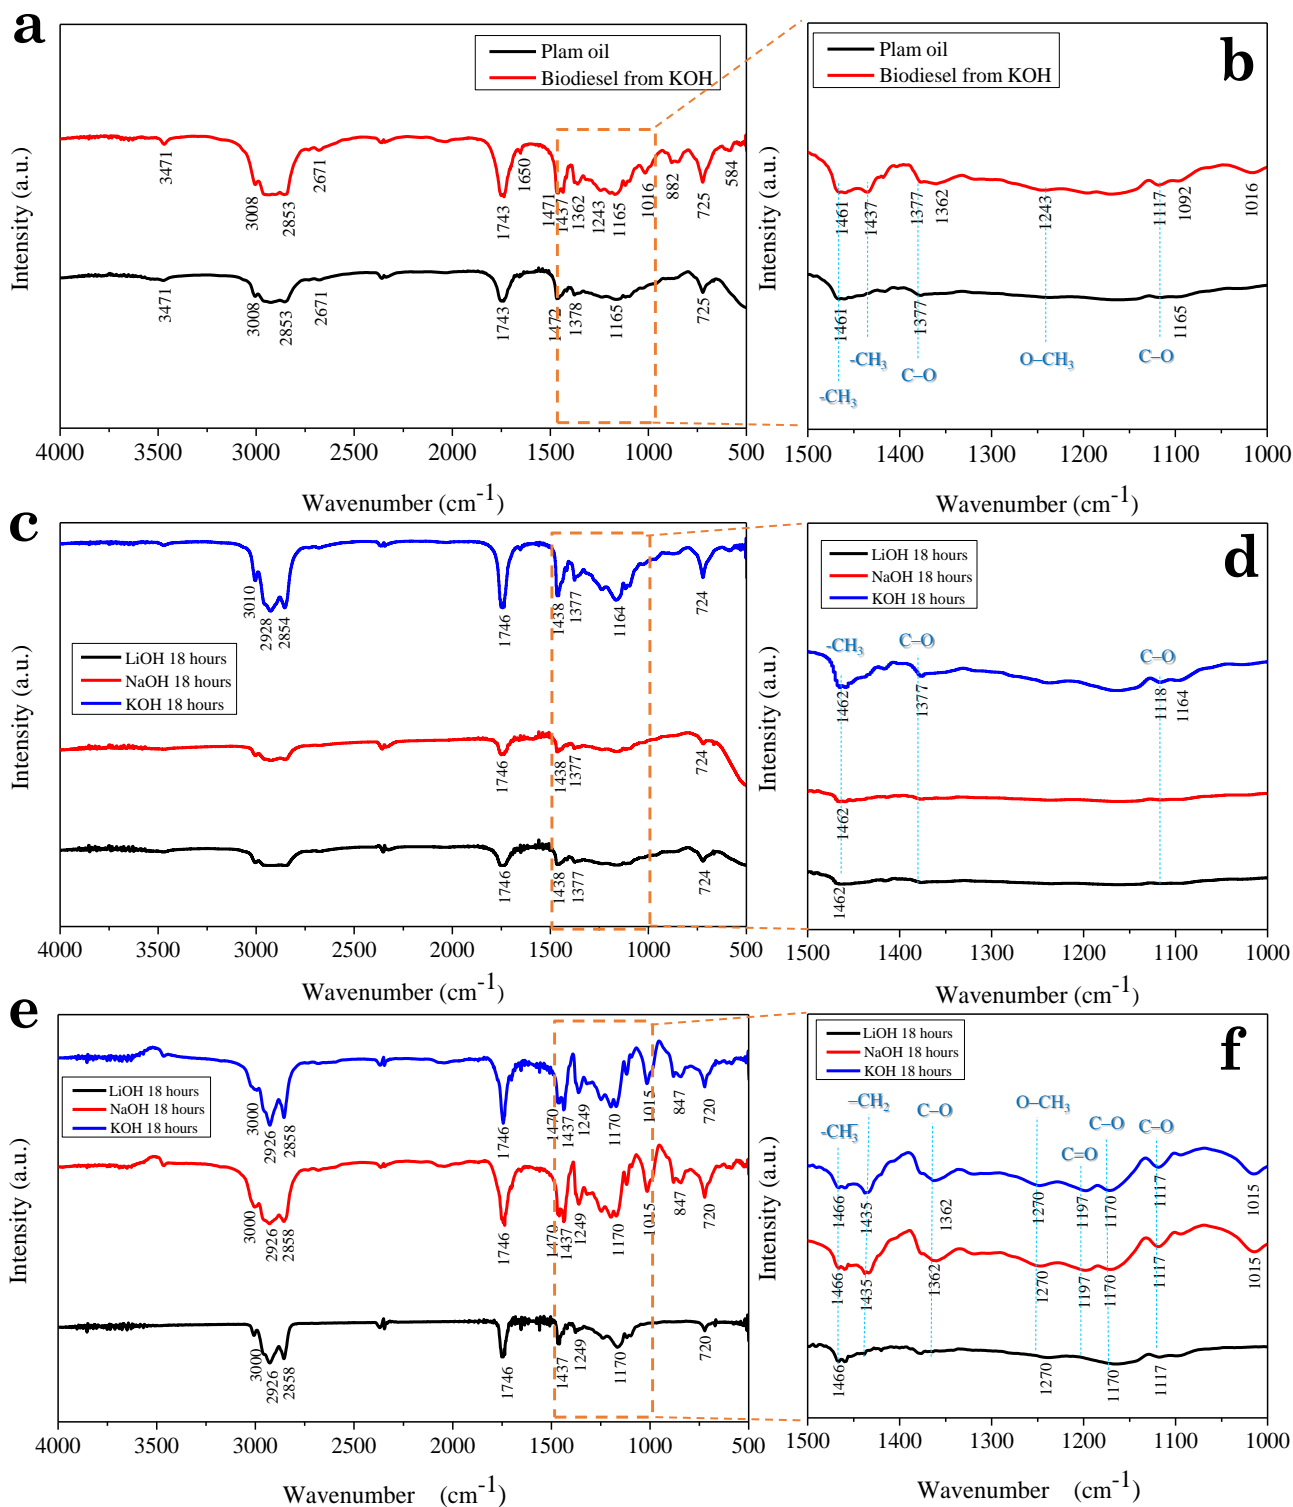 a
Plam oil
Biodiesel from KOH
3471
3008
2853
2671
1743
1650
1471
1437
1362
1243
1165
1016
882
725
584
3471
3008
2853
2671
1743
1472
1378
1165
725
Intensity (a.u.)
4000 3500 3000 2500 2000 1500 1000 500
Wavenumber (cm-1)
b
Plam oil
Biodiesel from KOH
1461
1437
1377
1362
1243
1117
1092
1016
1461
1377
1165
-CH3
-CH3
C–O
O–CH3
C–O
Intensity (a.u.)
1500 1400 1300 1200 1100 1000
Wavenumber (cm-1)
c
3010
2928
2854
1746
1438
1377
1164
724
LiOH 18 hours
NaOH 18 hours
KOH 18 hours
1746
1438
1377
724
1746
1438
1377
724
Intensity (a.u.)
4000 3500 3000 2500 2000 1500 1000 500
Wavenumber (cm-1)
d
LiOH 18 hours
NaOH 18 hours
KOH 18 hours
-CH3
C–O
C–O
1462
1377
1118
1164
1462
1462
Intensity (a.u.)
1500 1400 1300 1200 1100 1000
Wavenumber (cm-1)
e
LiOH 18 hours
NaOH 18 hours
KOH 18 hours
3000
2926
2858
1746
1470
1437
1249
1170
1015
847
720
3000
2926
2858
1746
1470
1437
1249
1170
1015
847
720
3000
2926
2858
1746
1437
1249
1170
720
Intensity (a.u.)
4000 3500 3000 2500 2000 1500 1000 500
Wavenumber (cm-1)
f
LiOH 18 hours
NaOH 18 hours
KOH 18 hours
-CH3
–CH2
C–O
O–CH3
C=O
C–O
C–O
1466
1435
1362
1270
1197
1170
1117
1015
1466
1435
1362
1270
1197
1170
1117
1015
1466
1270
1170
1117
Intensity (a.u.)
1500 1400 1300 1200 1100 1000
Wavenumber (cm-1)